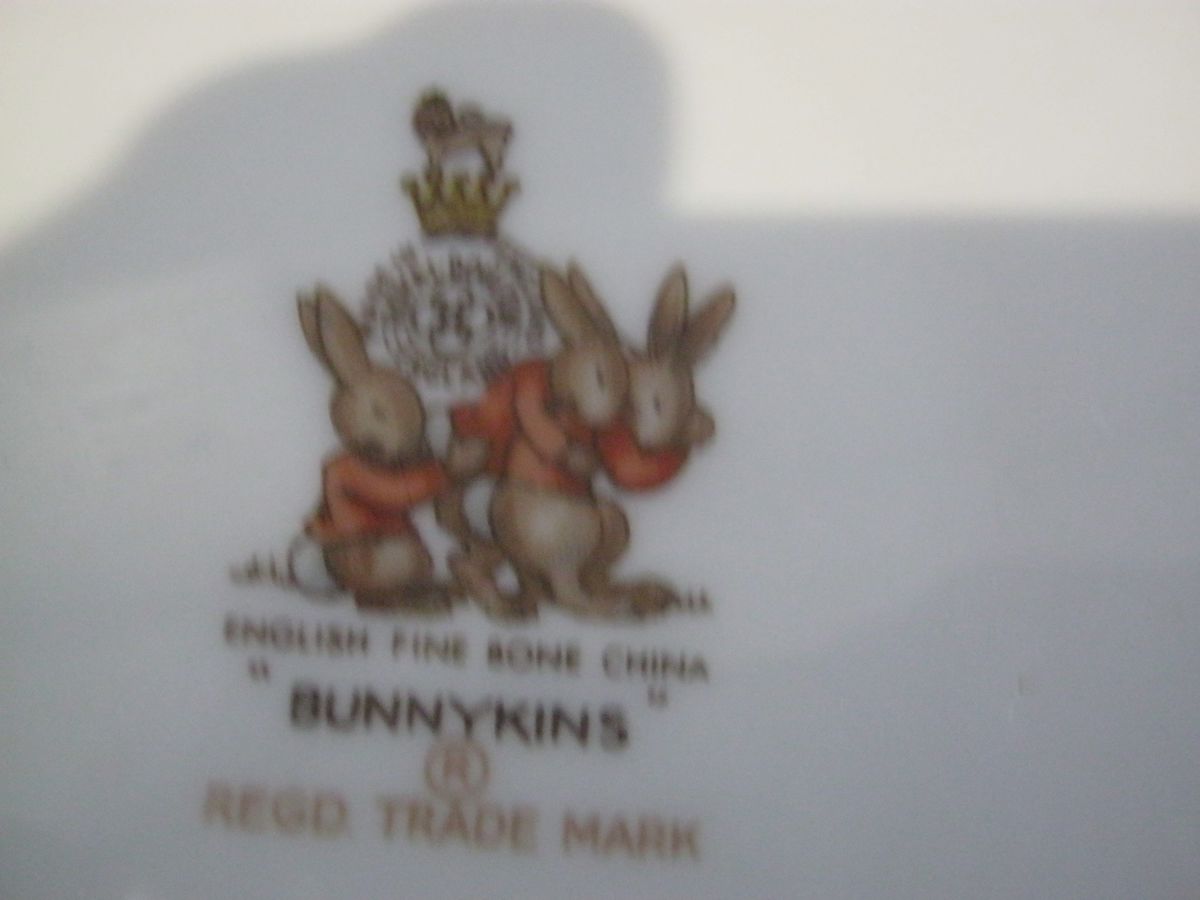 ENGLISH FINE BONE CHINA
" BUNNYKINS "
®
REGD. TRADE MARK